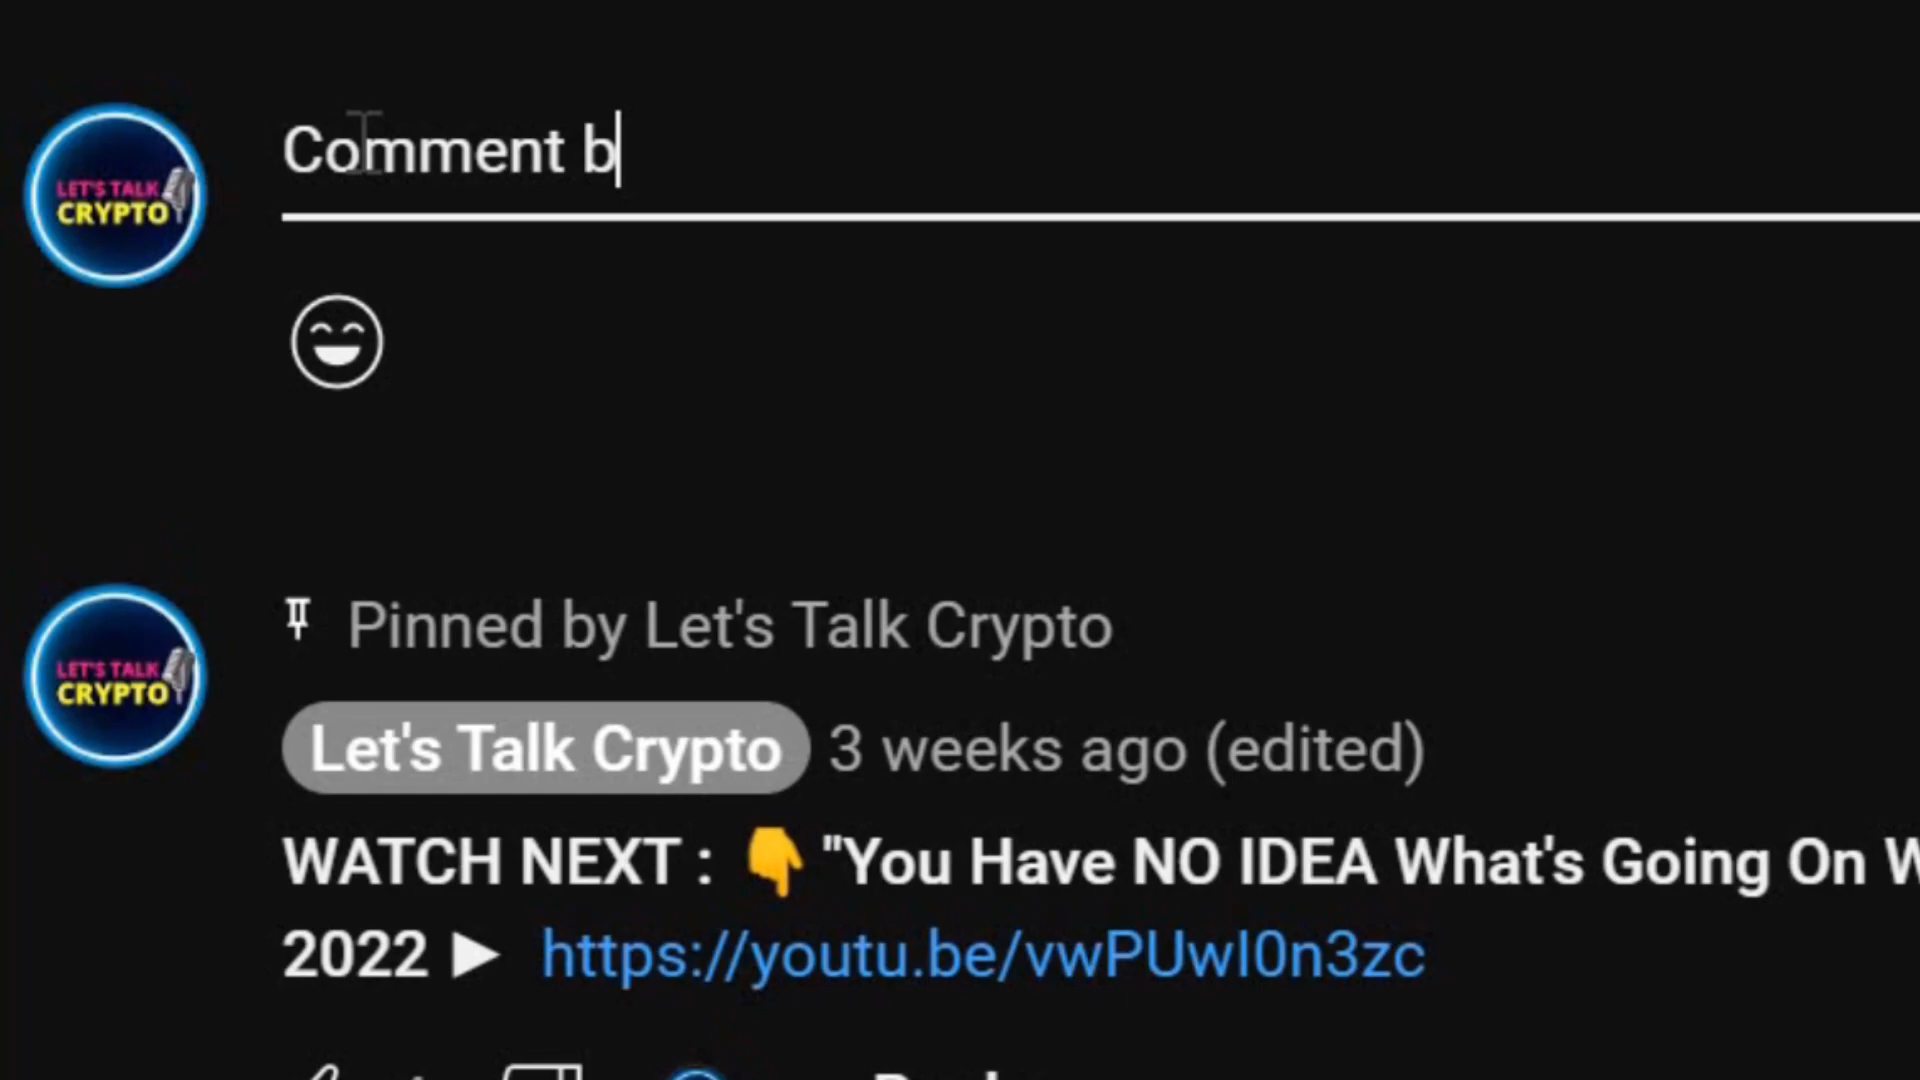 Comment b
LET'S TALK
CRYPTO
Pinned by Let's Talk Crypto
LET'S TALK
CRYPTO
Let's Talk Crypto 3 weeks ago (edited)
WATCH NEXT : 👇 "You Have NO IDEA What's Going On W
2022 ▶ https://youtu.be/vwPUwI0n3zc